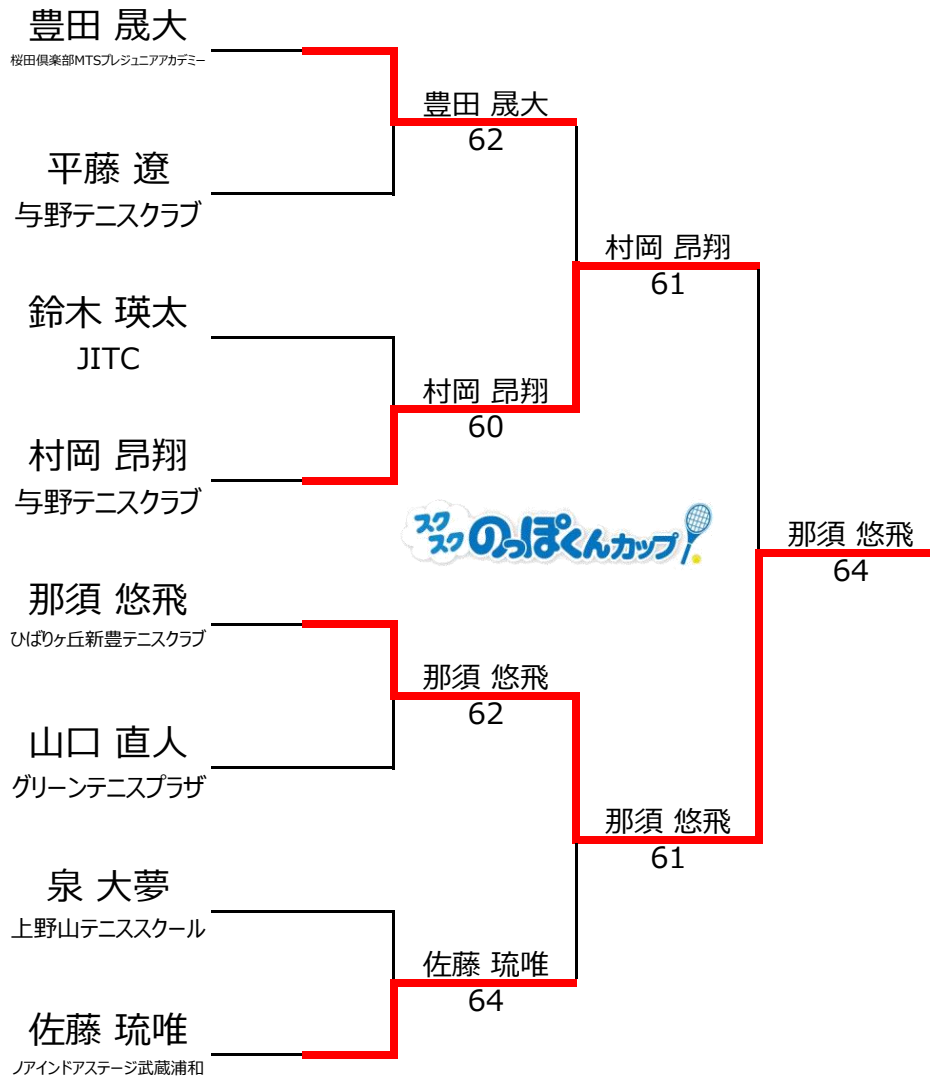 豊田 晟大
桜田倶楽部MTSプレジュニアアカデミー
豊田 晟大
62
平藤 遼
与野テニスクラブ
村岡 昂翔
61
鈴木 瑛太
JITC
村岡 昂翔
60
村岡 昂翔
与野テニスクラブ
スクスク
のっぽくんカップ
那須 悠飛
64
那須 悠飛
ひばりヶ丘新豊テニスクラブ
那須 悠飛
62
山口 直人
グリーンテニスプラザ
那須 悠飛
61
泉 大夢
上野山テニススクール
佐藤 琉唯
64
佐藤 琉唯
ノアインドアステージ武蔵浦和